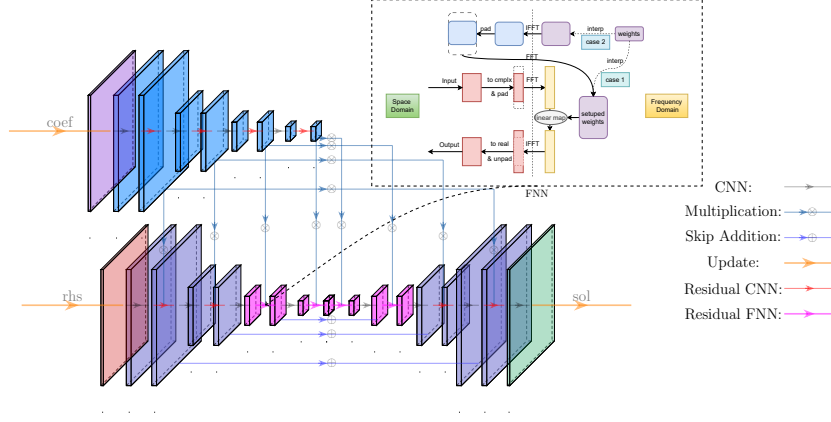 pad
IFFT
interp
weights
case 2
FFT
interp
case 1
Input
to cmplx
& pad
FFT
Space
Domain
linear map
setuped
weights
Frequency
Domain
Output
to real
& unpad
IFFT
FNN
coef
rhs
sol
CNN:
Multiplication:
Skip Addition:
Update:
Residual CNN:
Residual FNN: